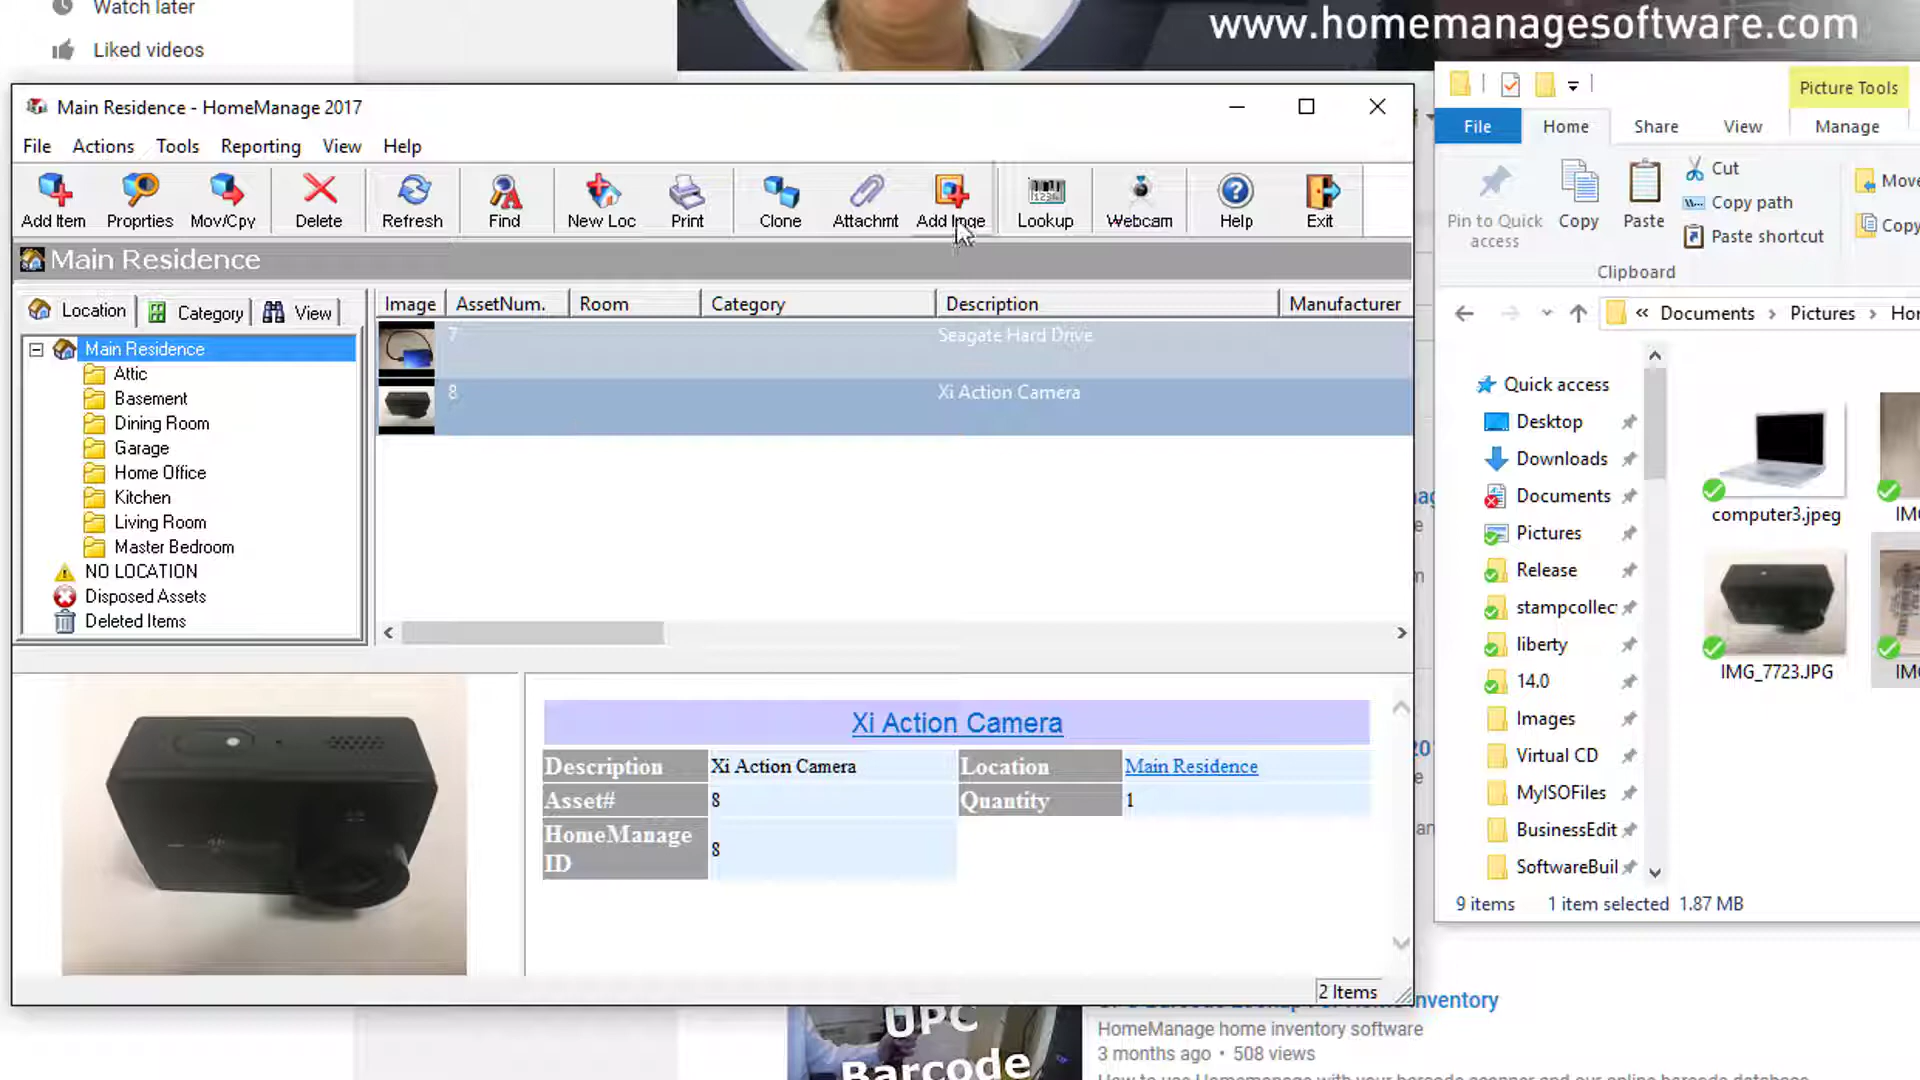 Watch later
Liked videos
www.homemanagesoftware.com
Main Residence - HomeManage 2017
File Actions Tools Reporting View Help
Add Item Proprties Mov/Cpy Delete Refresh Find New Loc Print Clone Attachmt Add Imge Lookup Webcam Help Exit
Main Residence
Location Category View
Main Residence
Attic
Basement
Dining Room
Garage
Home Office
Kitchen
Living Room
Master Bedroom
NO LOCATION
Disposed Assets
Deleted Items
Image AssetNum. Room Category Description Manufacturer
7 Seagate Hard Drive
8 Xi Action Camera
Xi Action Camera
Description Xi Action Camera Location Main Residence
Asset# 8 Quantity 1
HomeManage ID 8
2 Items
Picture Tools
File Home Share View Manage
Pin to Quick access
Copy
Paste
Cut
Copy path
Paste shortcut
Move
Copy
Clipboard
« Documents > Pictures > Hor
Quick access
Desktop
Downloads
Documents
Pictures
Release
stampcollec
liberty
14.0
Images
Virtual CD
MyISOFiles
BusinessEdit
SoftwareBuil
computer3.jpeg
IMG_7723.JPG
9 items 1 item selected 1.87 MB
UPC
Barcode
HomeManage home inventory software
3 months ago • 508 views